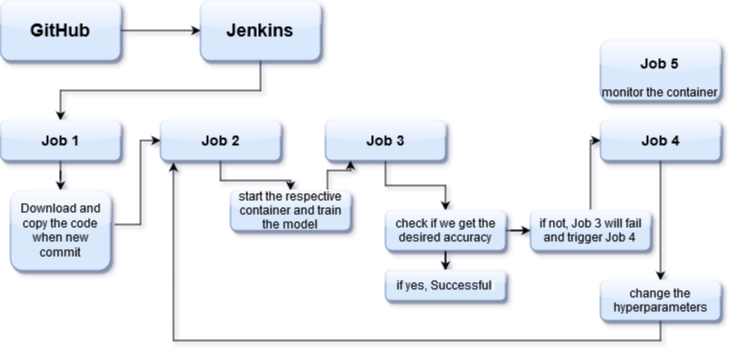 GitHub
Jenkins
Job 5
monitor the container
Job 1
Job 2
Job 3
Job 4
Download and
copy the code
when new
commit
start the respective
container and train
the model
check if we get the
desired accuracy
if not, Job 3 will fail
and trigger Job 4
if yes, Successful
change the
hyperparameters